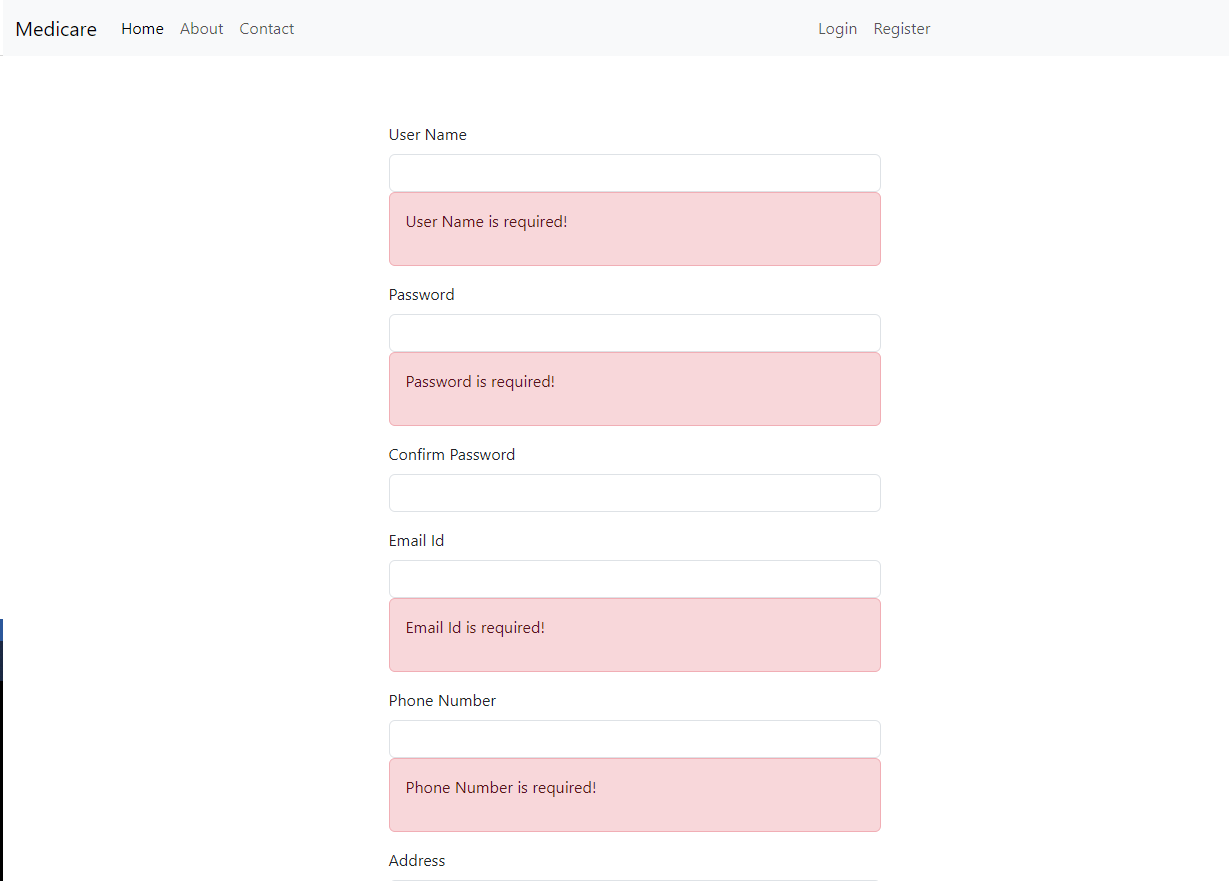 Medicare Home About Contact Login Register
User Name
User Name is required!
Password
Password is required!
Confirm Password
Email Id
Email Id is required!
Phone Number
Phone Number is required!
Address